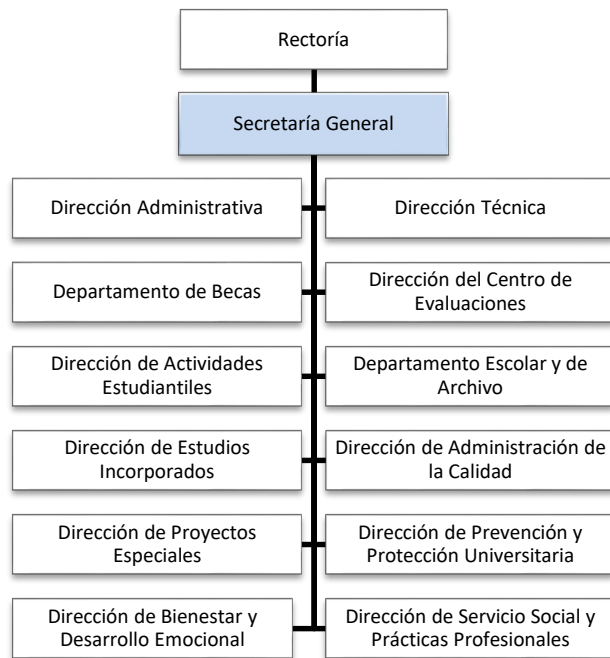 Rectoría
Secretaría General
Dirección Administrativa
Dirección Técnica
Departamento de Becas
Dirección del Centro de
Evaluaciones
Dirección de Actividades
Estudiantiles
Departamento Escolar y de
Archivo
Dirección de Estudios
Incorporados
Dirección de Administración de
la Calidad
Dirección de Proyectos
Especiales
Dirección de Prevención y
Protección Universitaria
Dirección de Bienestar y
Desarrollo Emocional
Dirección de Servicio Social y
Prácticas Profesionales